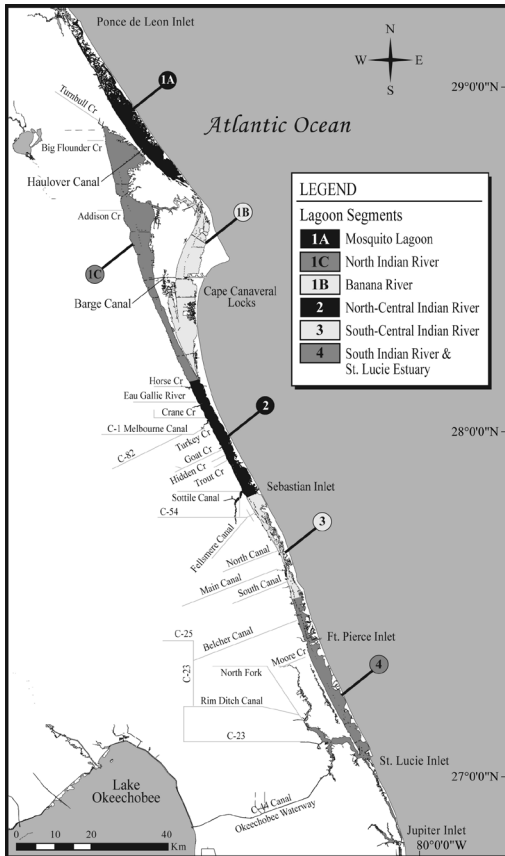 Ponce de Leon Inlet
N
W
E
S
29°0'0"N
1A
Turnbull Cr
Atlantic Ocean
Big Flounder Cr
Haulover Canal
LEGEND
Lagoon Segments
1A Mosquito Lagoon
1C North Indian River
1B Banana River
2 North-Central Indian River
3 South-Central Indian River
4 South Indian River &
St. Lucie Estuary
Addison Cr
1B
1C
Barge Canal
Cape Canaveral
Locks
Horse Cr
Eau Gallic River
Crane Cr
C-1 Melbourne Canal
2
28°0'0"N
C-82
Turkey Cr
Goat Cr
Hidden Cr
Trout Cr
Sebastian Inlet
Sottile Canal
C-54
3
Fellsmere Canal
North Canal
Main Canal
South Canal
C-25
Belcher Canal
Ft. Pierce Inlet
C-23
Moore Cr
North Fork
4
Rim Ditch Canal
C-23
St. Lucie Inlet
27°0'0"N
Lake
Okeechobee
C-44 Canal
Okeechobee Waterway
Jupiter Inlet
80°0'0"W
0 10 20 40
Km